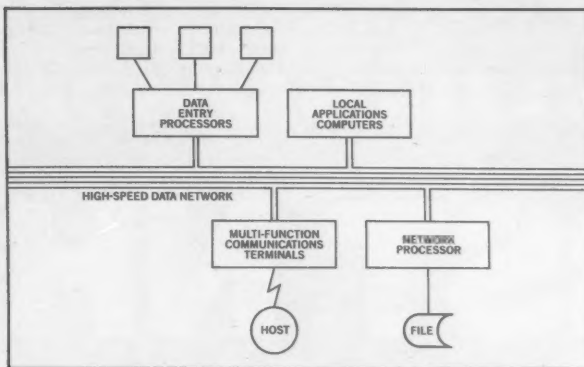 DATA
ENTRY
PROCESSORS
LOCAL
APPLICATIONS
COMPUTERS
HIGH-SPEED DATA NETWORK
MULTI-FUNCTION
COMMUNICATIONS
TERMINALS
NETWORK
PROCESSOR
HOST
FILE